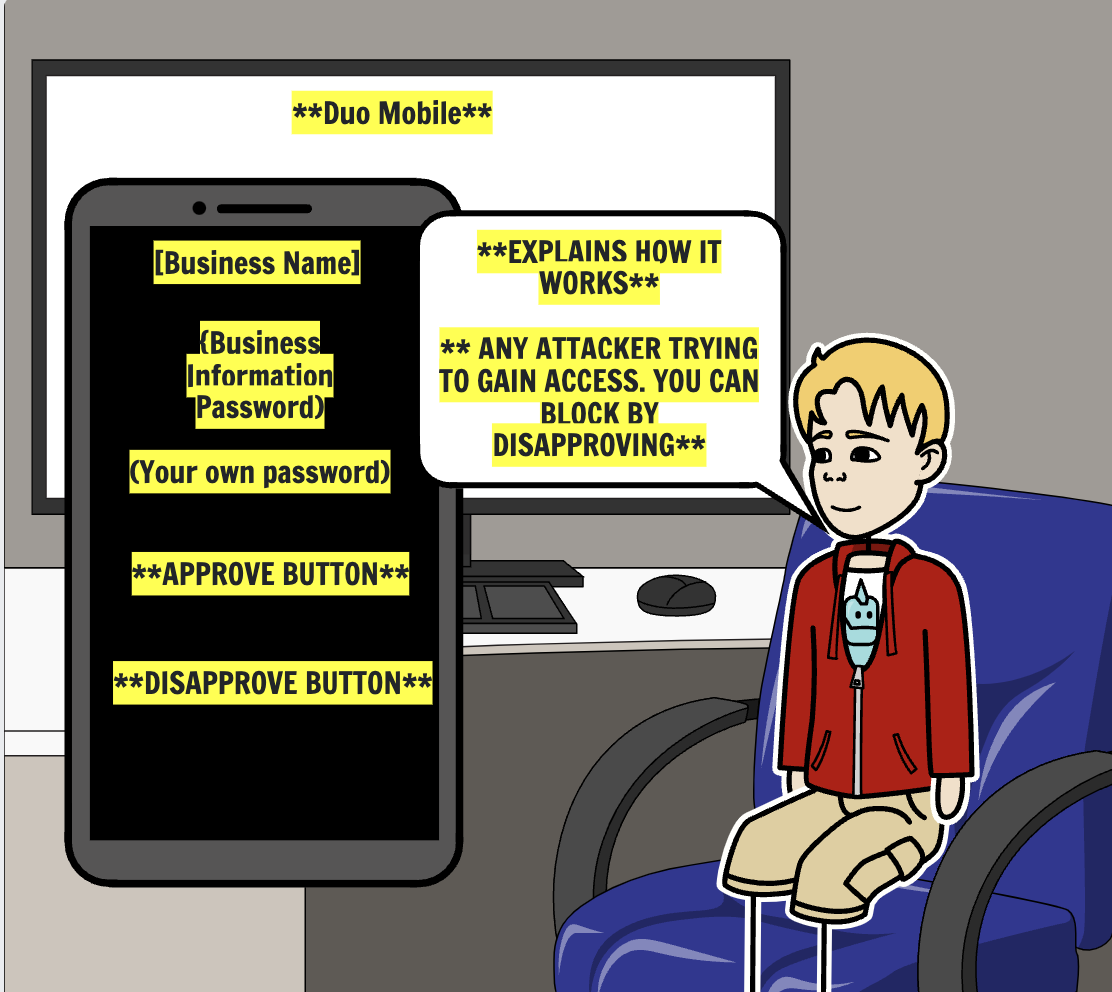 **Duo Mobile**
[Business Name]
{Business
Information
Password)
(Your own password)
**APPROVE BUTTON**
**DISAPPROVE BUTTON**
**EXPLAINS HOW IT
WORKS**
** ANY ATTACKER TRYING
TO GAIN ACCESS. YOU CAN
BLOCK BY
DISAPPROVING**